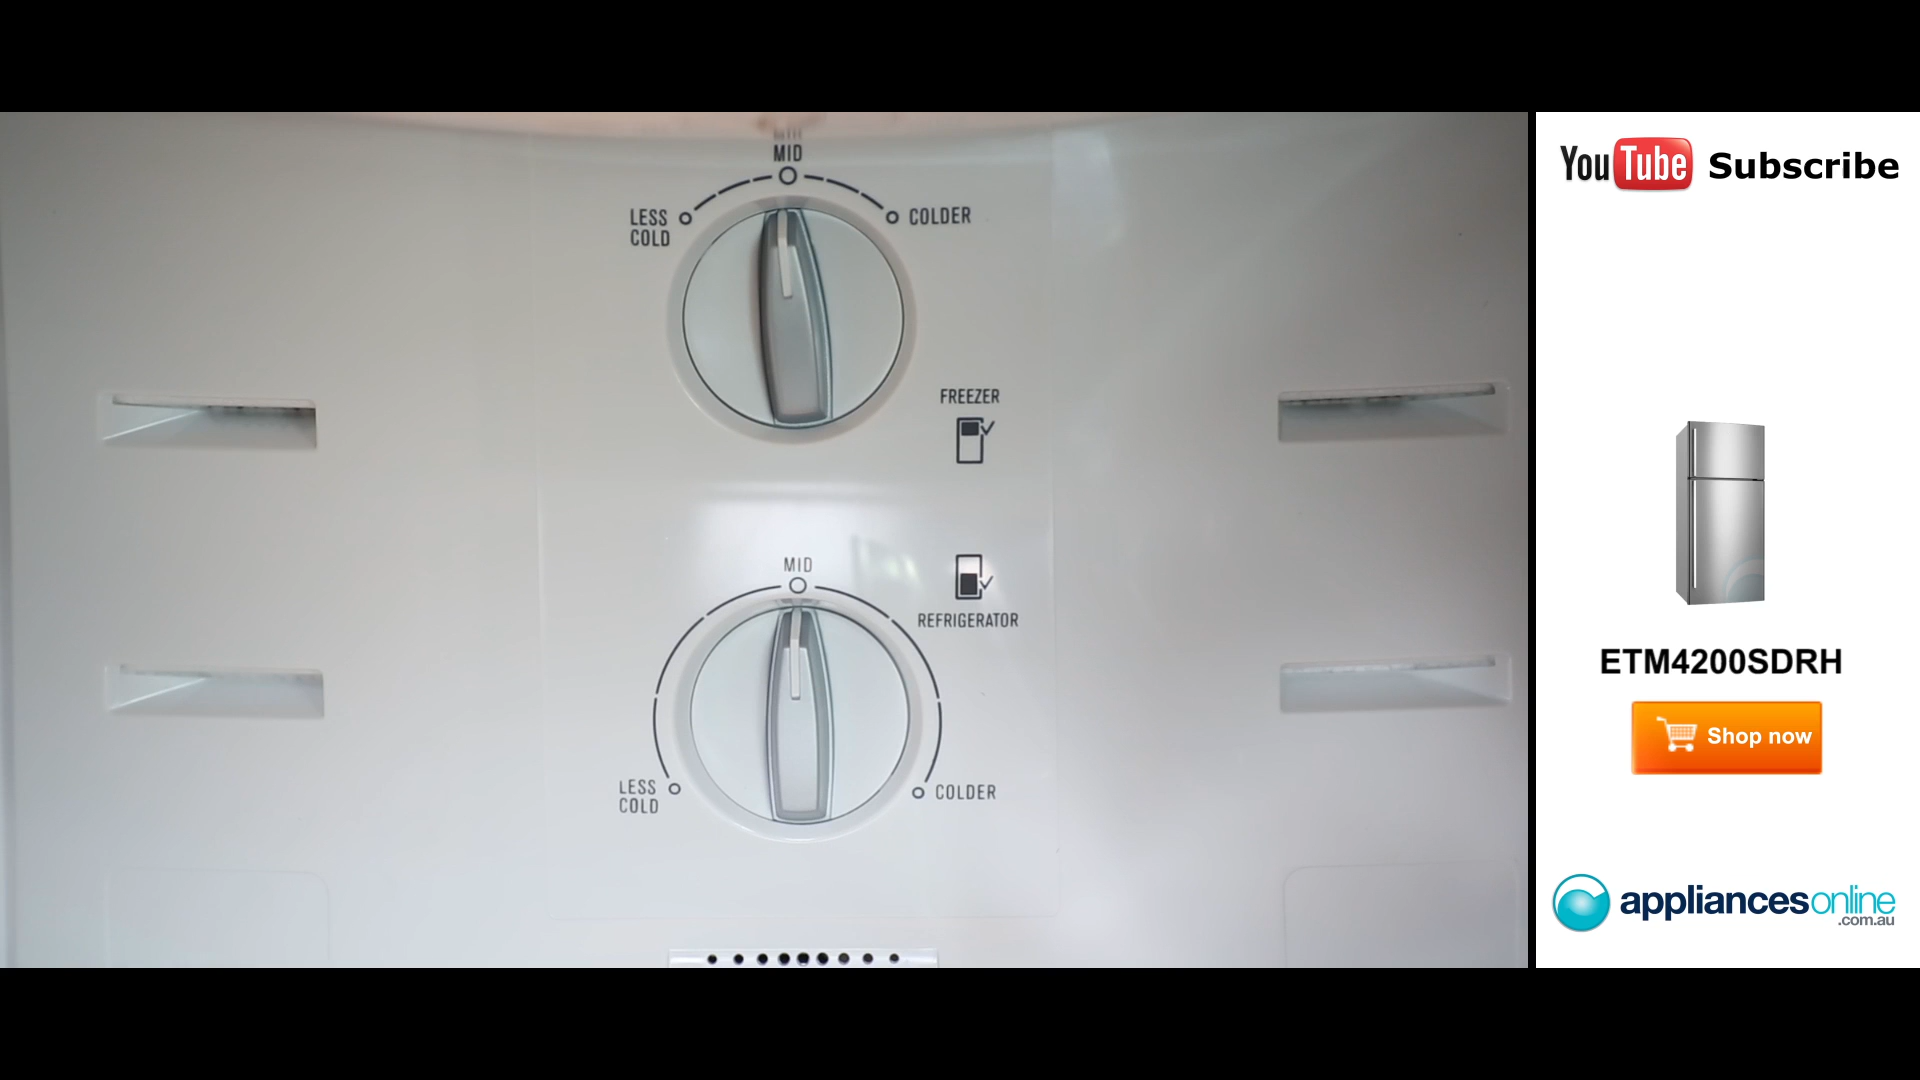 MID
LESS
COLD
COLDER
FREEZER
MID
REFRIGERATOR
LESS
COLD
COLDER
YouTube Subscribe
ETM4200SDRH
Shop now
appliancesonline
.com.au